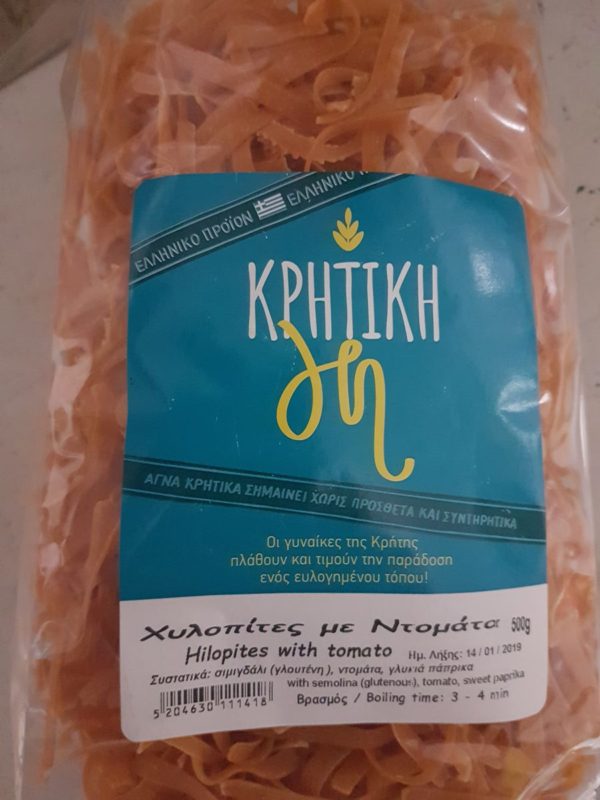 ΕΛΛΗΝΙΚΟ ΠΡΟΪΟΝ ΕΛΛΗΝΙΚΟ
ΚΡΗΤΙΚΗ
γη
ΑΓΝΑ ΚΡΗΤΙΚΑ ΣΗΜΑΙΝΕΙ ΧΩΡΙΣ ΠΡΟΣΘΕΤΑ ΚΑΙ ΣΥΝΤΗΡΗΤΙΚΑ
Οι γυναίκες της Κρήτης
πλάθουν και τιμούν την παράδοση
ενός ευλογημένου τόπου!
Χυλοπίτες με Ντομάτα 500g
Hilopites with tomato Ημ. Λήξης: 14 / 01 / 2019
Συστατικά: σιμιγδάλι (γλουτένη ), ντομάτα, γλυκιά πάπρικα
with semolina (glutenous), tomato, sweet paprika
5 204630 111418 Βρασμός / Boiling time: 3 - 4 min